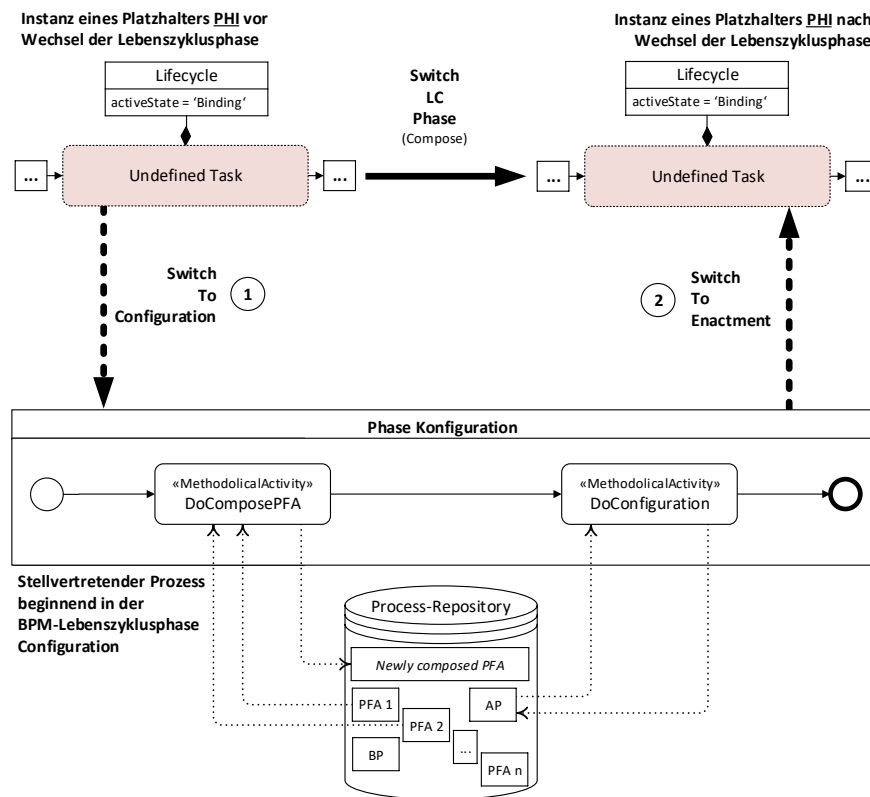 Instanz eines Platzhalters PHI vor
Wechsel der Lebenszyklusphase
Instanz eines Platzhalters PHI nach
Wechsel der Lebenszyklusphase
Lifecycle
activeState = ‘Binding‘
Lifecycle
activeState = ‘Binding‘
Switch
LC
Phase
(Compose)
...
Undefined Task
...
...
Undefined Task
...
Switch
To
Configuration
1
2
Switch
To
Enactment
Phase Konfiguration
«MethodolicalActivity»
DoComposePFA
«MethodolicalActivity»
DoConfiguration
Stellvertretender Prozess
beginnend in der
BPM-Lebenszyklusphase
Configuration
Process-Repository
Newly composed PFA
PFA 1
AP
PFA 2
...
BP
PFA n